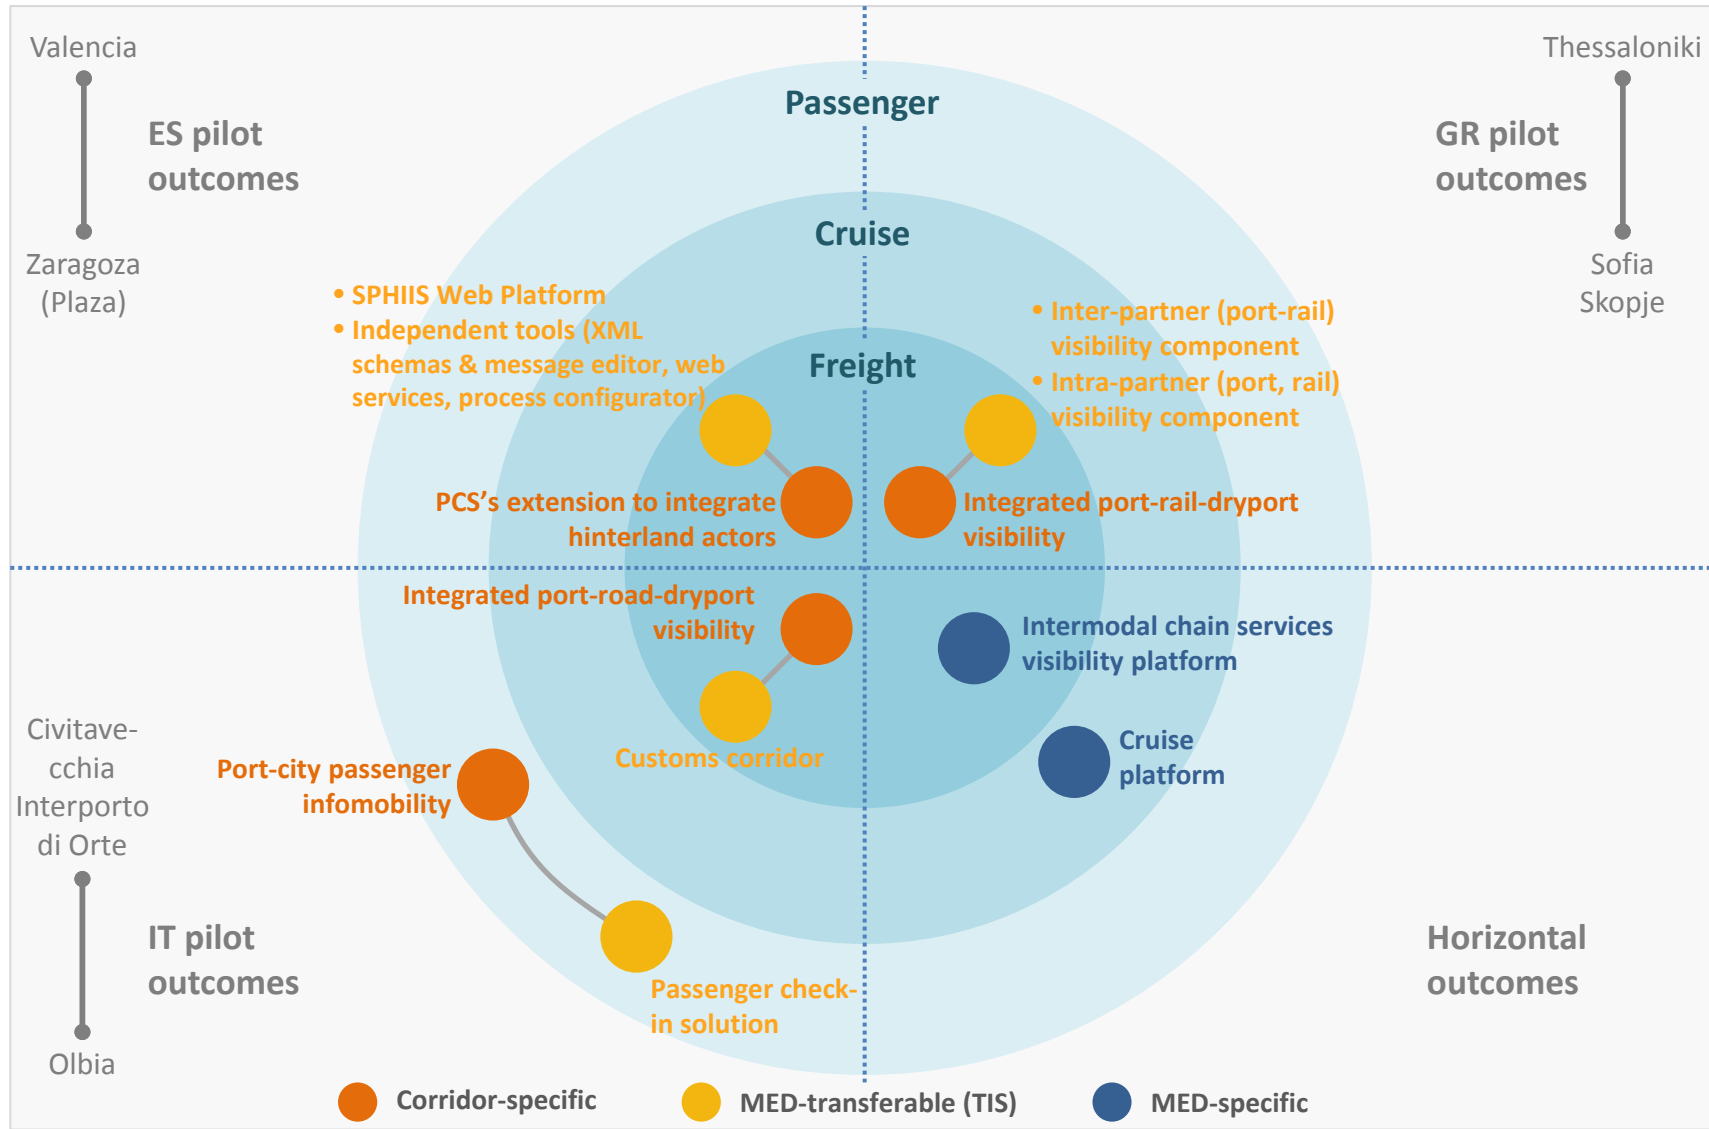 Valencia
Zaragoza
(Plaza)
ES pilot
outcomes
Passenger
Cruise
Freight
Thessaloniki
GR pilot
outcomes
Sofia
Skopje
• SPHIIS Web Platform
• Independent tools (XML
schemas & message editor, web
services, process configurator)
• Inter-partner (port-rail)
visibility component
• Intra-partner (port, rail)
visibility component
PCS’s extension to integrate
hinterland actors
Integrated port-rail-dryport
visibility
Integrated port-road-dryport
visibility
Customs corridor
Intermodal chain services
visibility platform
Cruise
platform
Civitave-
cchia
Interporto
di Orte
Olbia
Port-city passenger
infomobility
IT pilot
outcomes
Passenger check-
in solution
Horizontal
outcomes
Corridor-specific
MED-transferable (TIS)
MED-specific